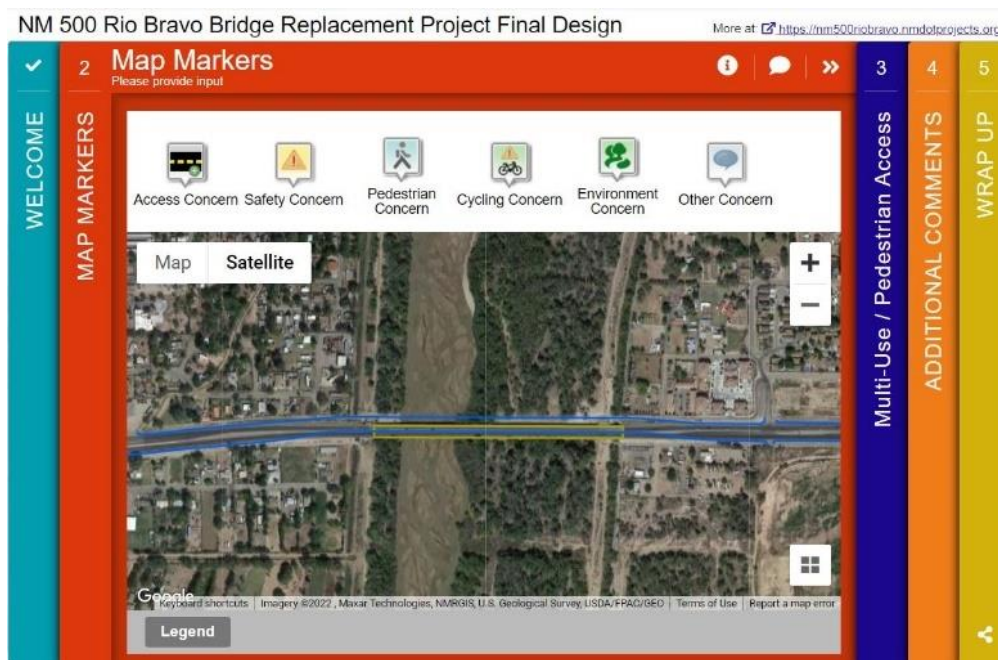 NM 500 Rio Bravo Bridge Replacement Project Final Design
More at: https://nm500riobravo.nmdotprojects.org
WELCOME
2
MAP MARKERS
Map Markers
Please provide input
Access Concern
Safety Concern
Pedestrian
Concern
Cycling Concern
Environment
Concern
Other Concern
Map
Satellite
+
−
Google
Keyboard shortcuts
Imagery ©2022 , Maxar Technologies, NMRGIS, U.S. Geological Survey, USDA/FPAC/GEO
Terms of Use
Report a map error
Legend
3
Multi-Use / Pedestrian Access
4
ADDITIONAL COMMENTS
5
WRAP UP